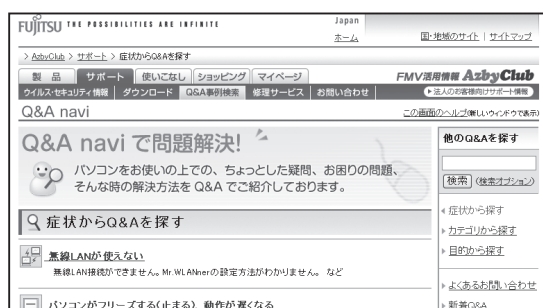 FUJITSU THE POSSIBILITIES ARE INFINITE
Japan
ホーム
国・地域のサイト | サイトマップ
> AzbyClub > サポート > 症状からQ&Aを探す
製 品 サポート 使いこなし ショッピング マイページ
FMV活用情報 AzbyClub
ウイルス・セキュリティ情報 ダウンロード Q&A事例検索 修理サービス お問い合わせ
法人のお客様向けサポート情報
Q&A navi
この画面のヘルプ(新しいウィンドウで表示)
Q&A navi で問題解決!
パソコンをお使いの上での、ちょっとした疑問、お困りの問題、
そんな時の解決方法を Q&A でご紹介しております。
症状からQ&Aを探す
無線LANが使えない
無線LAN接続ができません。Mr.WLANnerの設定方法がわかりません。 など
パソコンがフリーズする(止まる)、動作が遅くなる
他のQ&Aを探す
検索 (検索オプション)
症状から探す
カテゴリから探す
目的から探す
よくあるお問い合わせ
新着Q&A